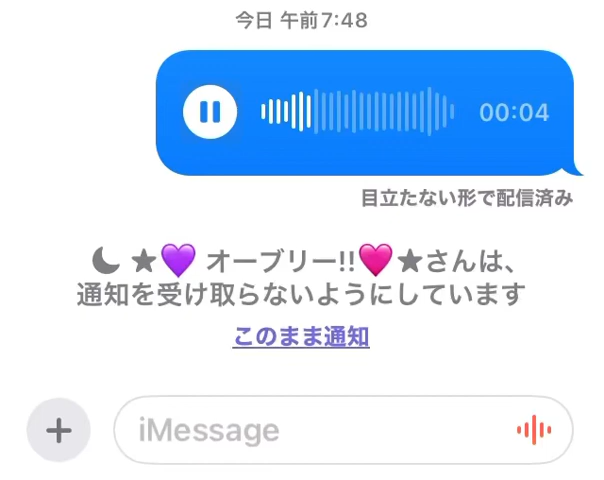 今日 午前7:48
00:04
目立たない形で配信済み
★💜 オーブリー!!💖★さんは、
通知を受け取らないようにしています
このまま通知
iMessage